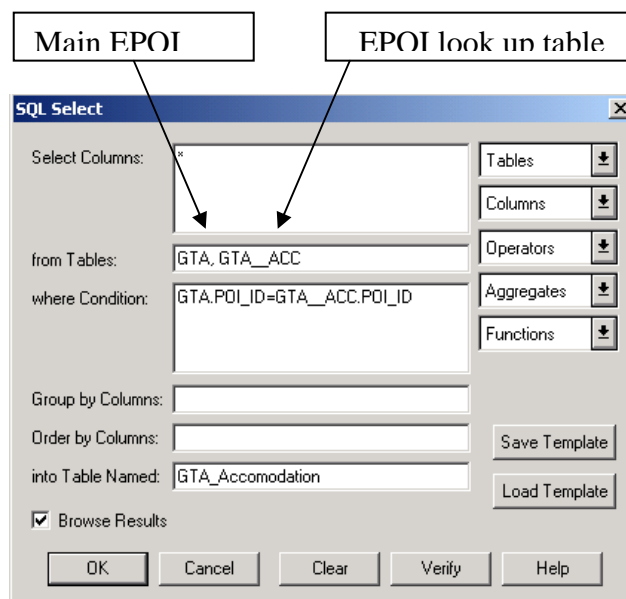 Main EPOI
EPOI look up table
SQL Select
Select Columns:
*
Tables
Columns
from Tables:
GTA, GTA__ACC
Operators
where Condition:
GTA.POI_ID=GTA__ACC.POI_ID
Aggregates
Functions
Group by Columns:
Order by Columns:
Save Template
into Table Named:
GTA_Accomodation
Load Template
Browse Results
OK
Cancel
Clear
Verify
Help